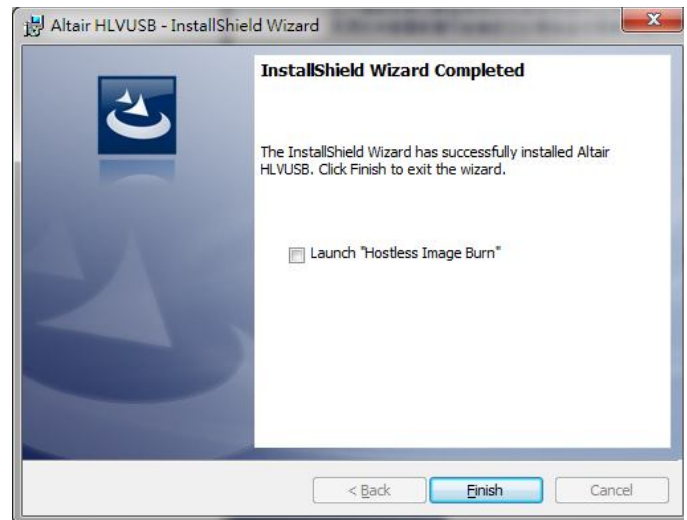 Altair HLVUSB - InstallShield Wizard
InstallShield Wizard Completed
The InstallShield Wizard has successfully installed Altair
HLVUSB. Click Finish to exit the wizard.
Launch "Hostless Image Burn"
< Back Finish Cancel